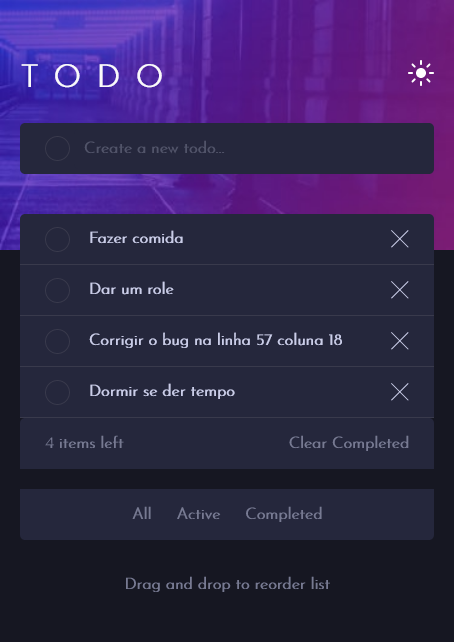 TODO
Create a new todo...
Fazer comida
Dar um role
Corrigir o bug na linha 57 coluna 18
Dormir se der tempo
4 items left Clear Completed
All Active Completed
Drag and drop to reorder list